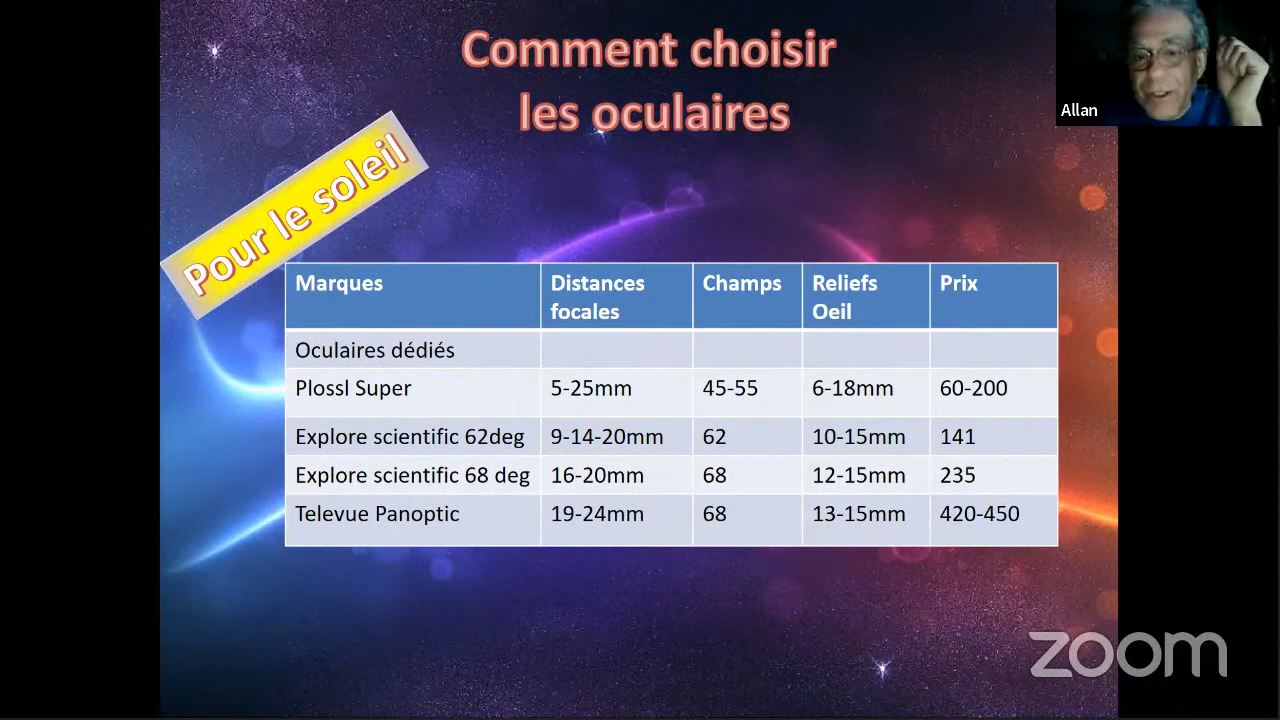 Comment choisir
les oculaires
Allan
Pour le soleil
Marques Distances focales Champs Reliefs Oeil Prix
Oculaires dédiés
Plossl Super 5-25mm 45-55 6-18mm 60-200
Explore scientific 62deg 9-14-20mm 62 10-15mm 141
Explore scientific 68 deg 16-20mm 68 12-15mm 235
Televue Panoptic 19-24mm 68 13-15mm 420-450
zoom